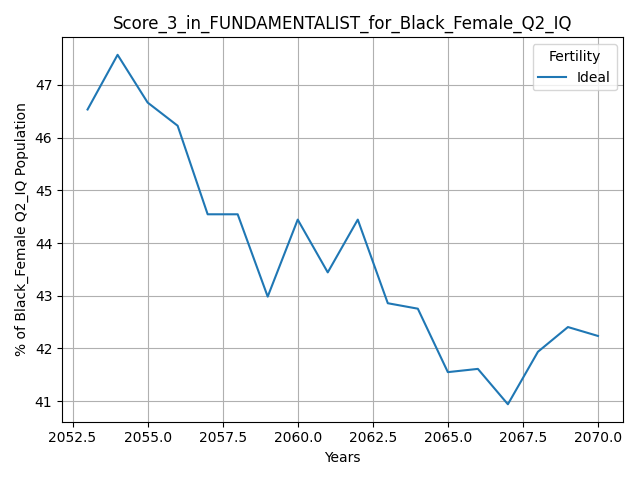 Score_3_in_FUNDAMENTALIST_for_Black_Female_Q2_IQ
Fertility
Ideal
% of Black_Female Q2_IQ Population
47
46
45
44
43
42
41
2052.5 2055.0 2057.5 2060.0 2062.5 2065.0 2067.5 2070.0
Years